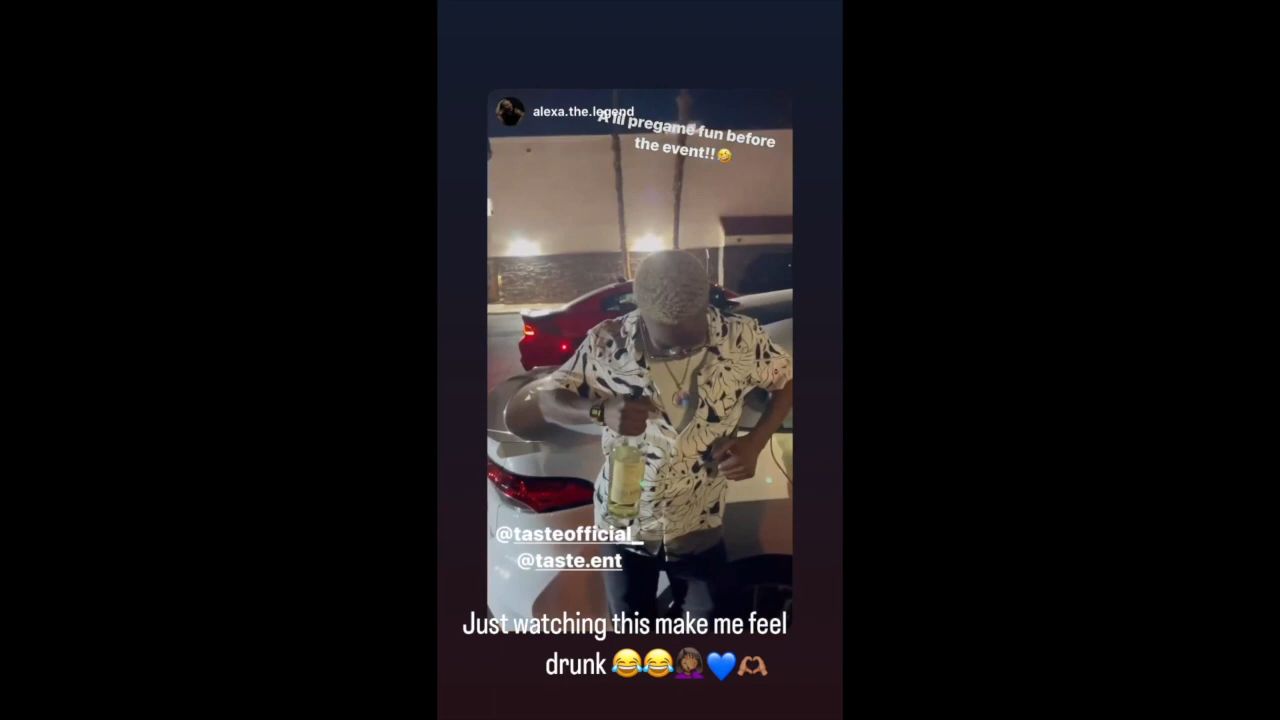 alexa.the.legend
A lil pregame fun before
the event!!🤣
@tasteofficial_
@taste.ent
Just watching this make me feel
drunk 😂😂🤦🏾‍♀️💙🫶🏾